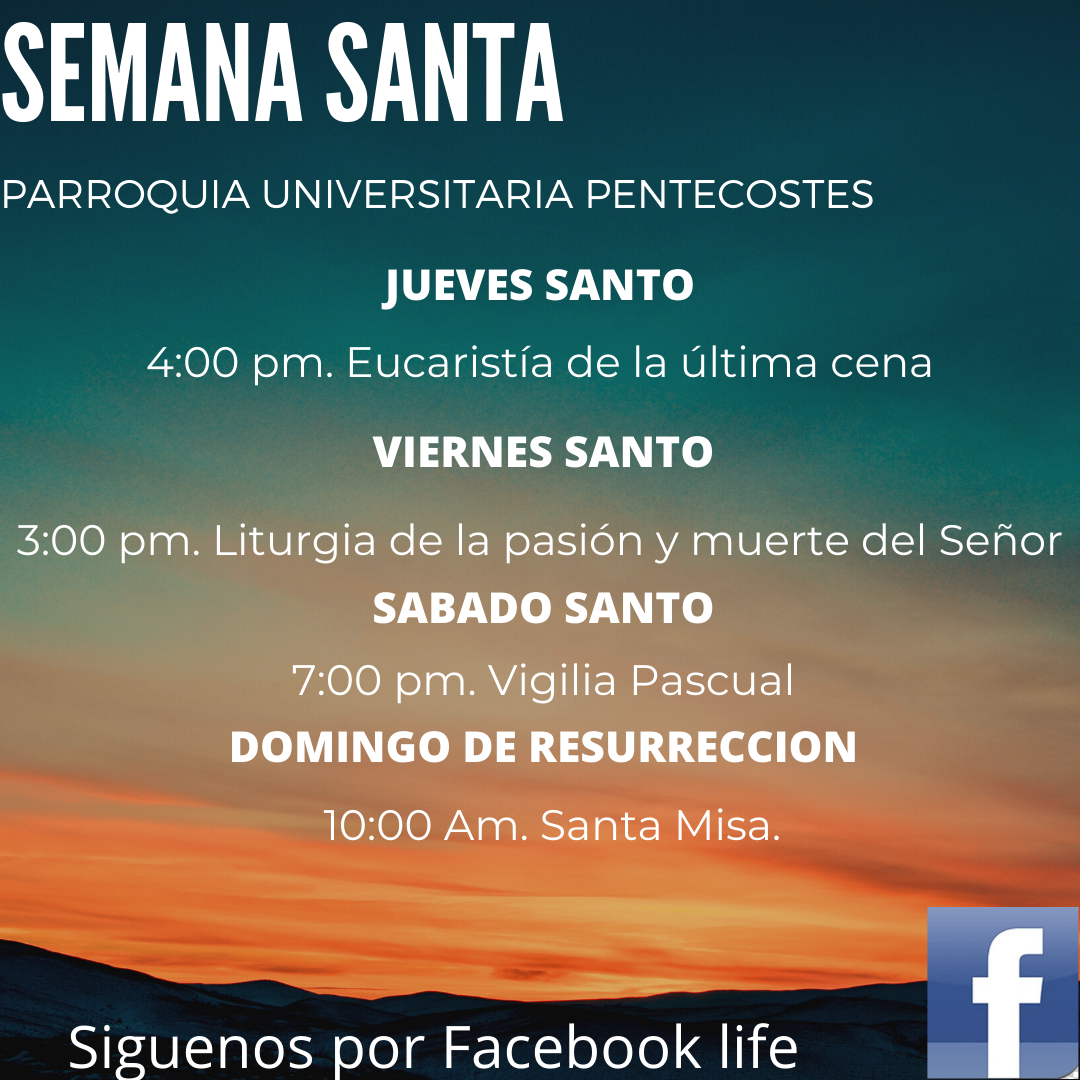 SEMANA SANTA
PARROQUIA UNIVERSITARIA PENTECOSTES
JUEVES SANTO
4:00 pm. Eucaristía de la última cena
VIERNES SANTO
3:00 pm. Liturgia de la pasión y muerte del Señor
SABADO SANTO
7:00 pm. Vigilia Pascual
DOMINGO DE RESURRECCION
10:00 Am. Santa Misa.
f
Siguenos por Facebook life